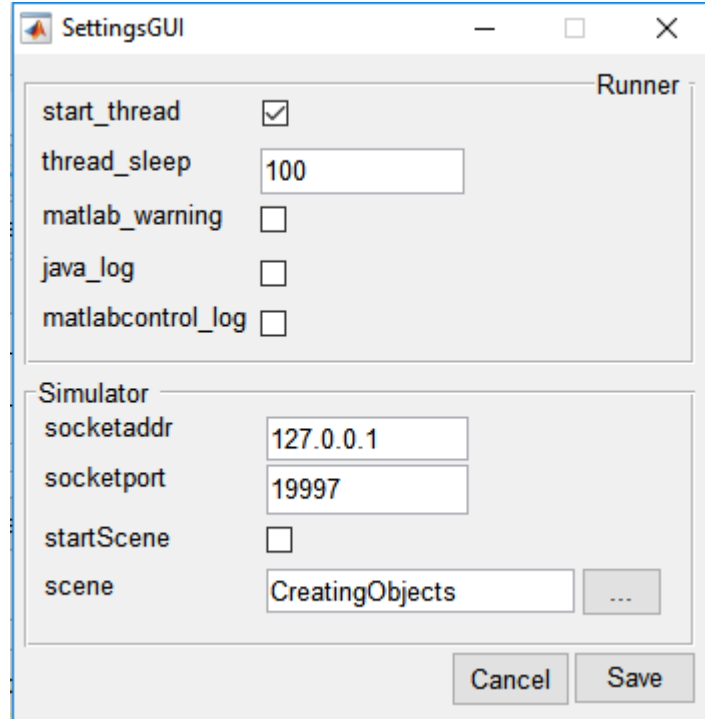 SettingsGUI
Runner
start_thread
thread_sleep 100
matlab_warning
java_log
matlabcontrol_log
Simulator
socketaddr 127.0.0.1
socketport 19997
startScene
scene CreatingObjects ...
Cancel Save